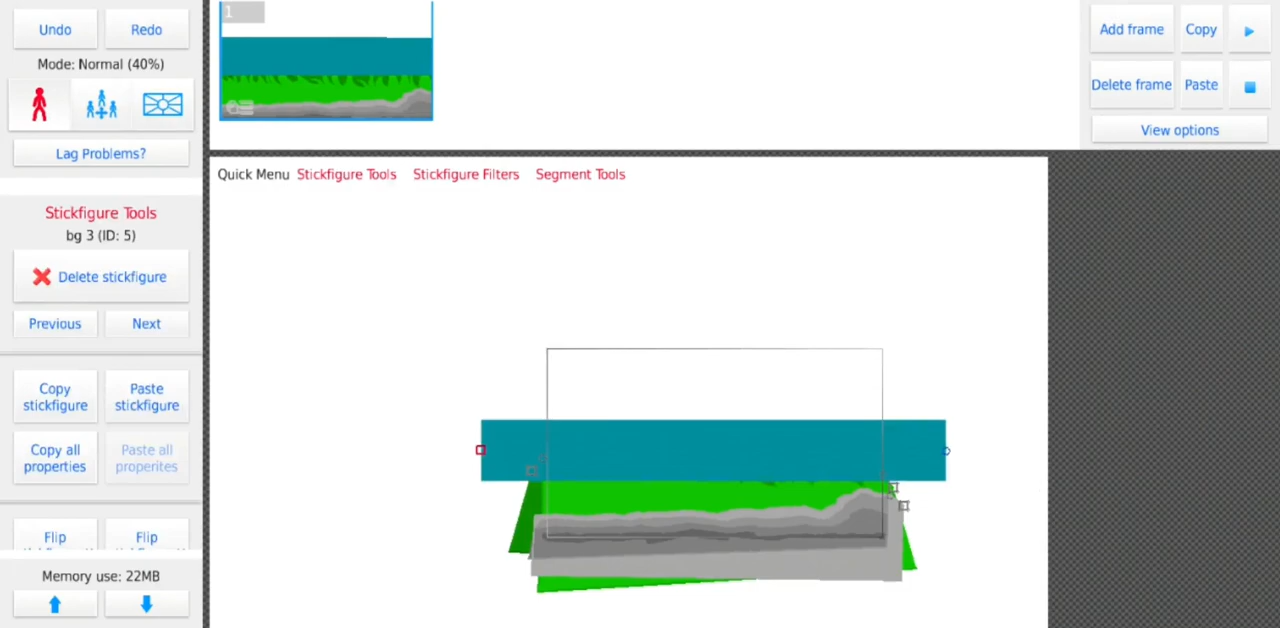 Undo
Redo
Mode: Normal (40%)
Lag Problems?
Stickfigure Tools
bg 3 (ID: 5)
Delete stickfigure
Previous
Next
Copy stickfigure
Paste stickfigure
Copy all properties
Paste all properites
Flip
Flip
Memory use: 22MB
1
Add frame
Copy
Delete frame
Paste
View options
Quick Menu Stickfigure Tools Stickfigure Filters Segment Tools